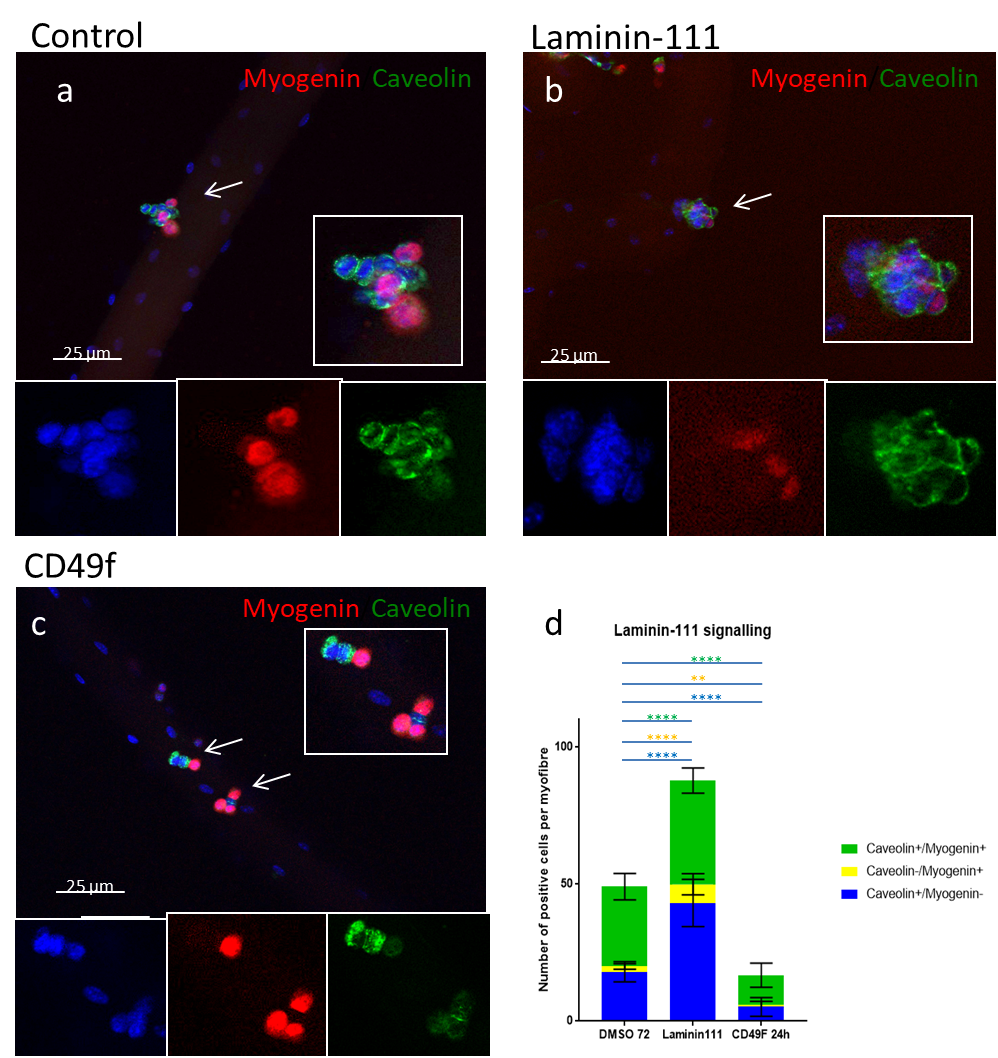 Control
Myogenin Caveolin
a
25 µm
Laminin-111
Myogenin/Caveolin
b
25 µm
CD49f
Myogenin Caveolin
c
25 µm
d
Laminin-111 signalling
****
**
****
****
****
****
Number of positive cells per myofibre
100
50
0
DMSO 72 Laminin111 CD49F 24h
Caveolin+/Myogenin+
Caveolin-/Myogenin+
Caveolin+/Myogenin-